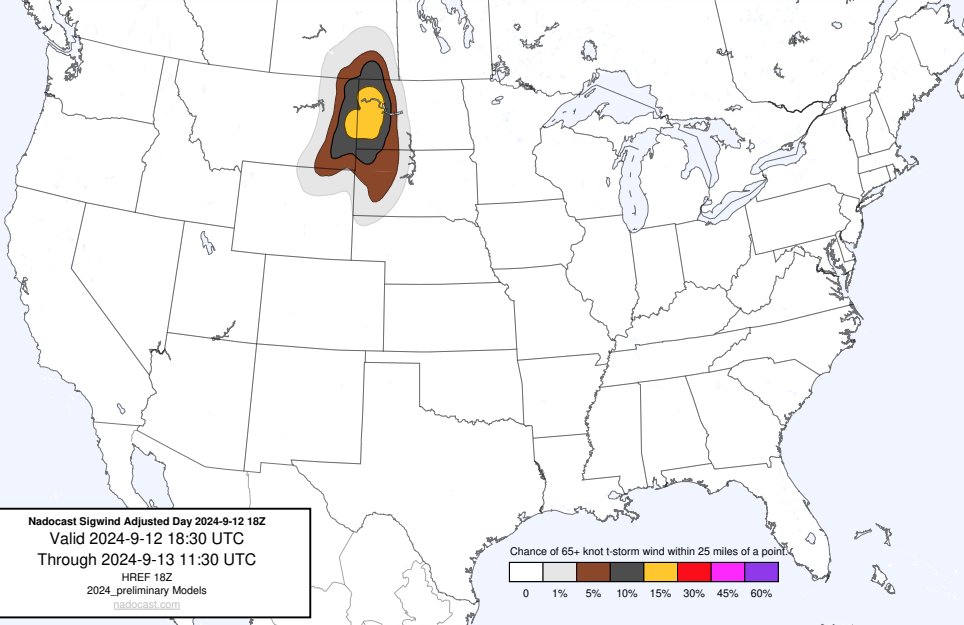 Nadocast Sigwind Adjusted Day 2024-9-12 18Z
Valid 2024-9-12 18:30 UTC
Through 2024-9-13 11:30 UTC
HREF 18Z
2024_preliminary Models
nadocast.com
Chance of 65+ knot t-storm wind within 25 miles of a point.
0 1% 5% 10% 15% 30% 45% 60%